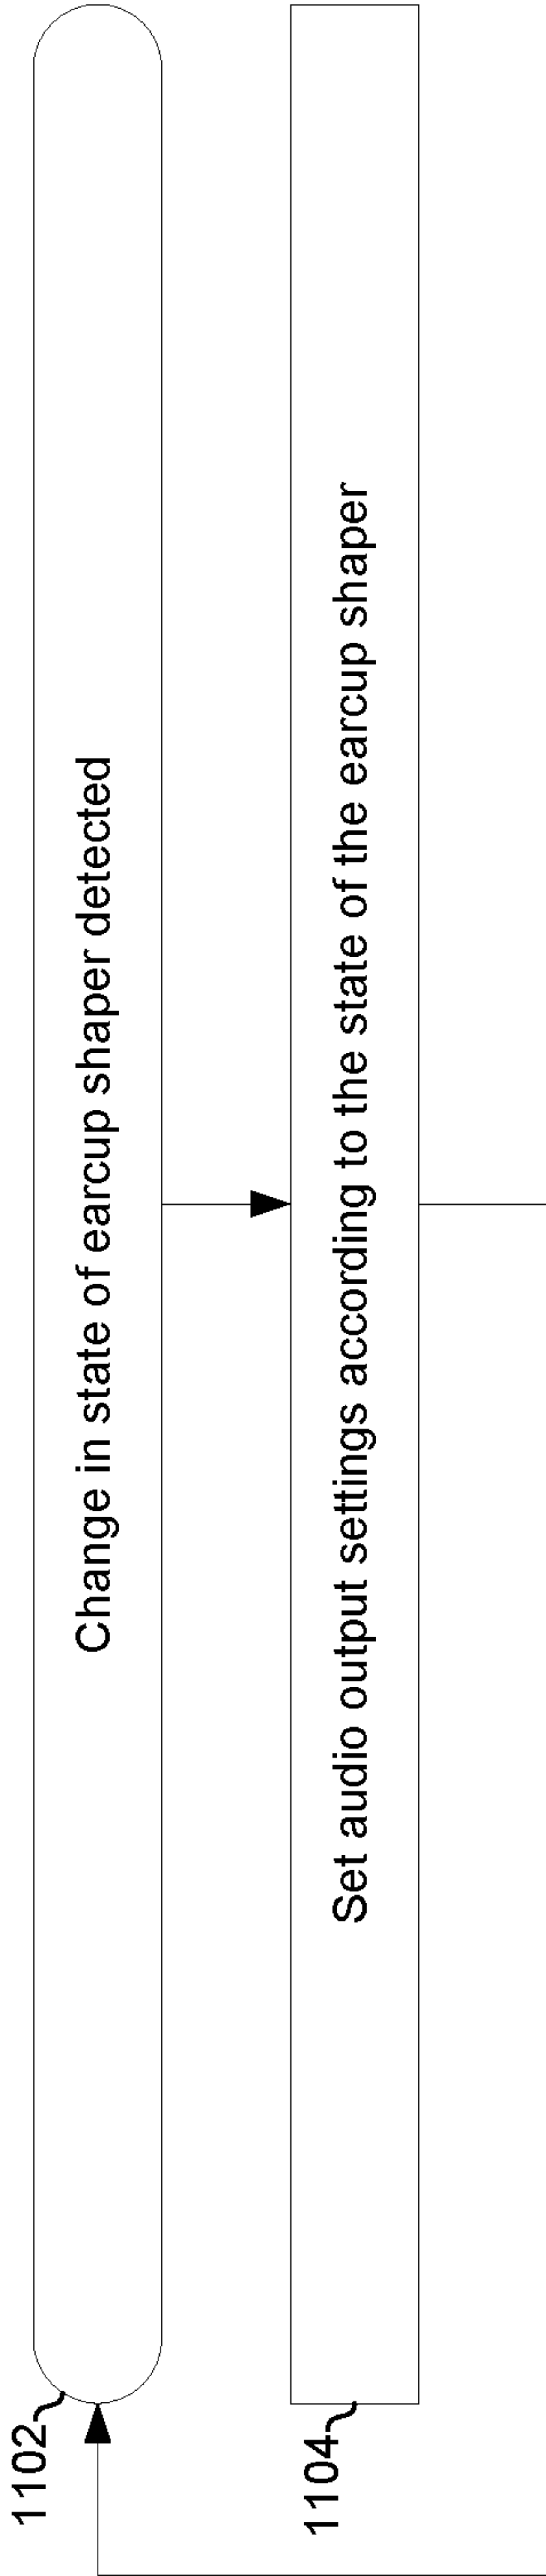 1102
Change in state of earcup shaper detected
1104
Set audio output settings according to the state of the earcup shaper